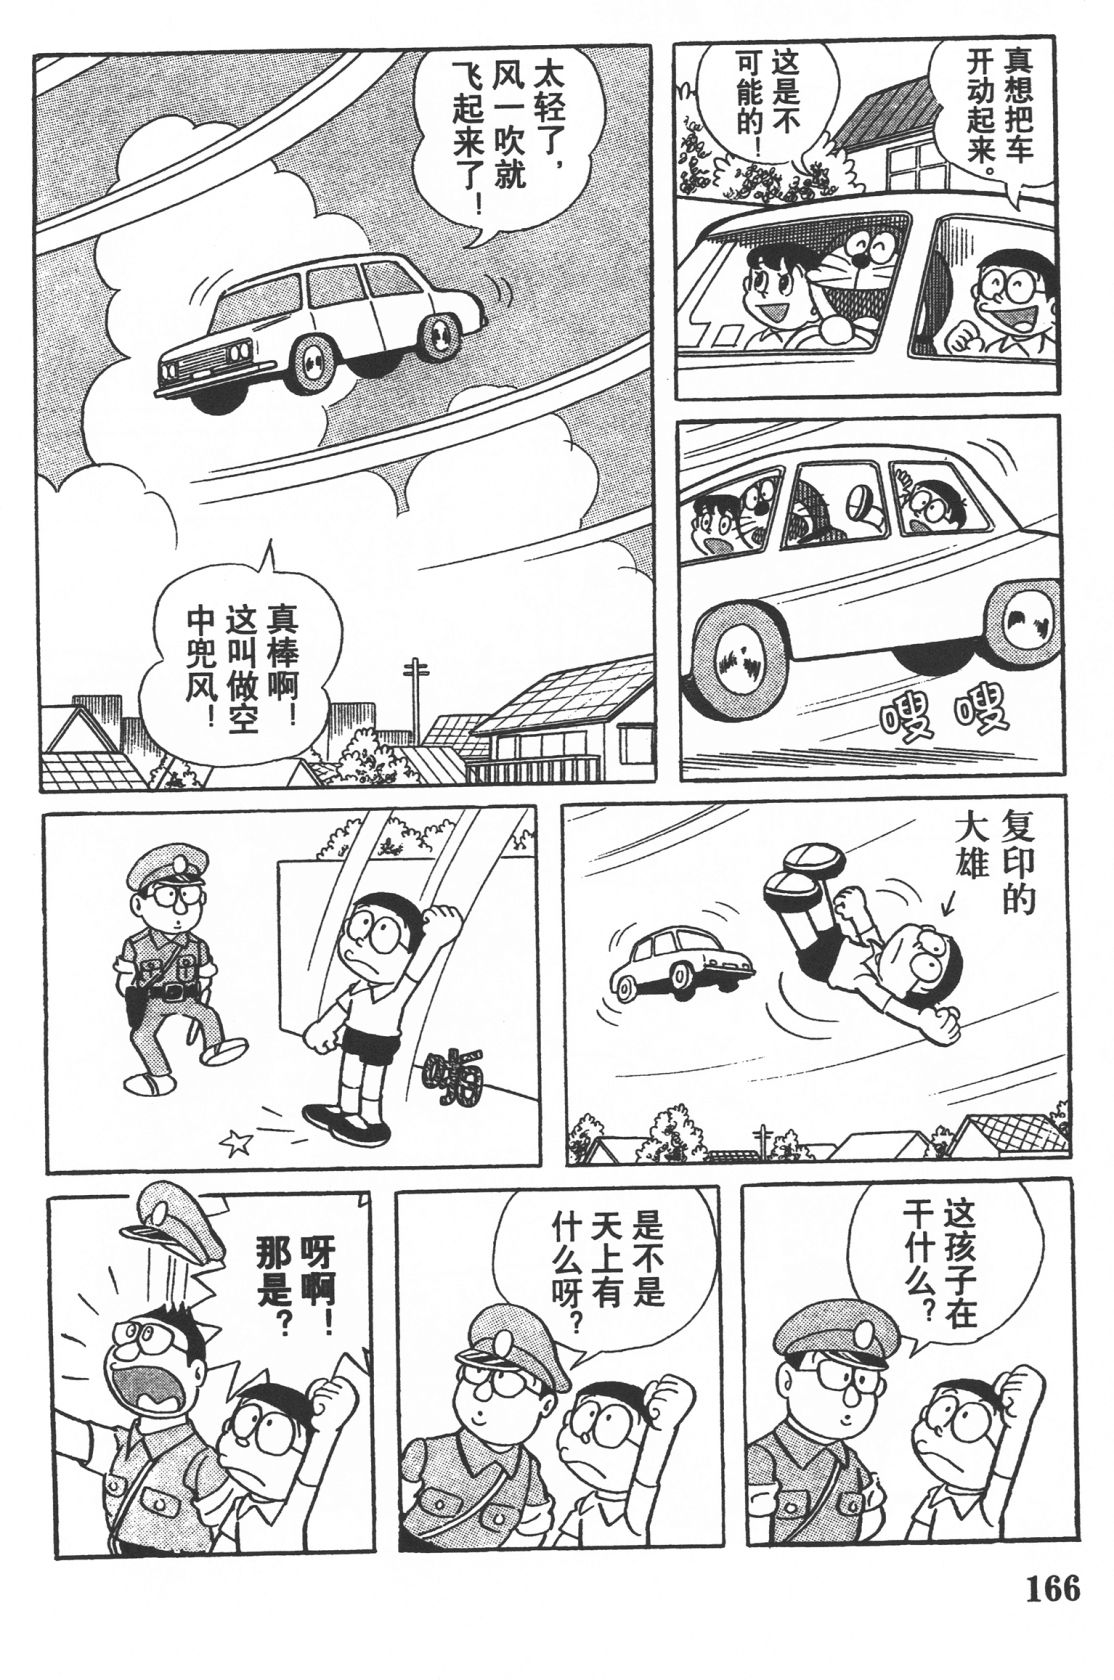 真想把车
开动起来。
这是不
可能的！
嗖 嗖
太轻了，
风一吹就
飞起来了！
真棒啊！
这叫做空
中兜风！
复印的
大雄
啪
这孩子在
干什么？
是不是
天上有
什么呀？
呀啊！
那是？
166